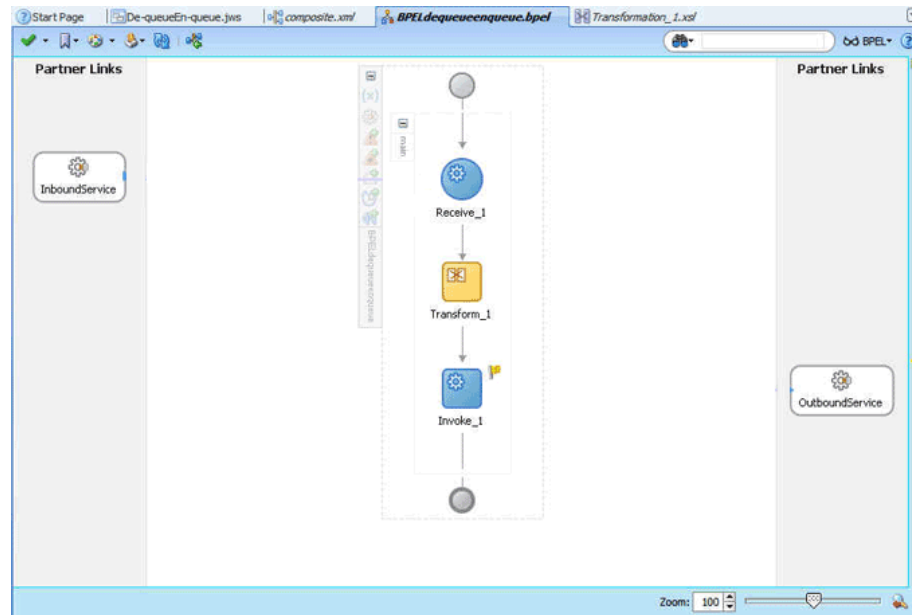 Start Page
De-queueEn-queue.jws
composite.xml
BPELdequeueenqueue.bpel
Transformation_1.xsl
BPEL
Partner Links
Partner Links
main
InboundService
Receive_1
BPELdequeueenqueue
Transform_1
OutboundService
Invoke_1
Zoom: 100